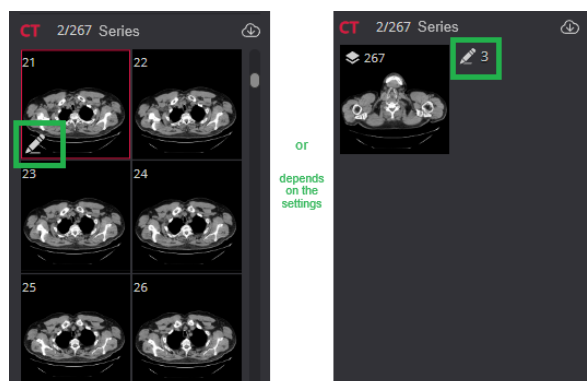 CT 2/267 Series
21 22
23 24
25 26
or
depends
on the
settings
CT 2/267 Series
267 3